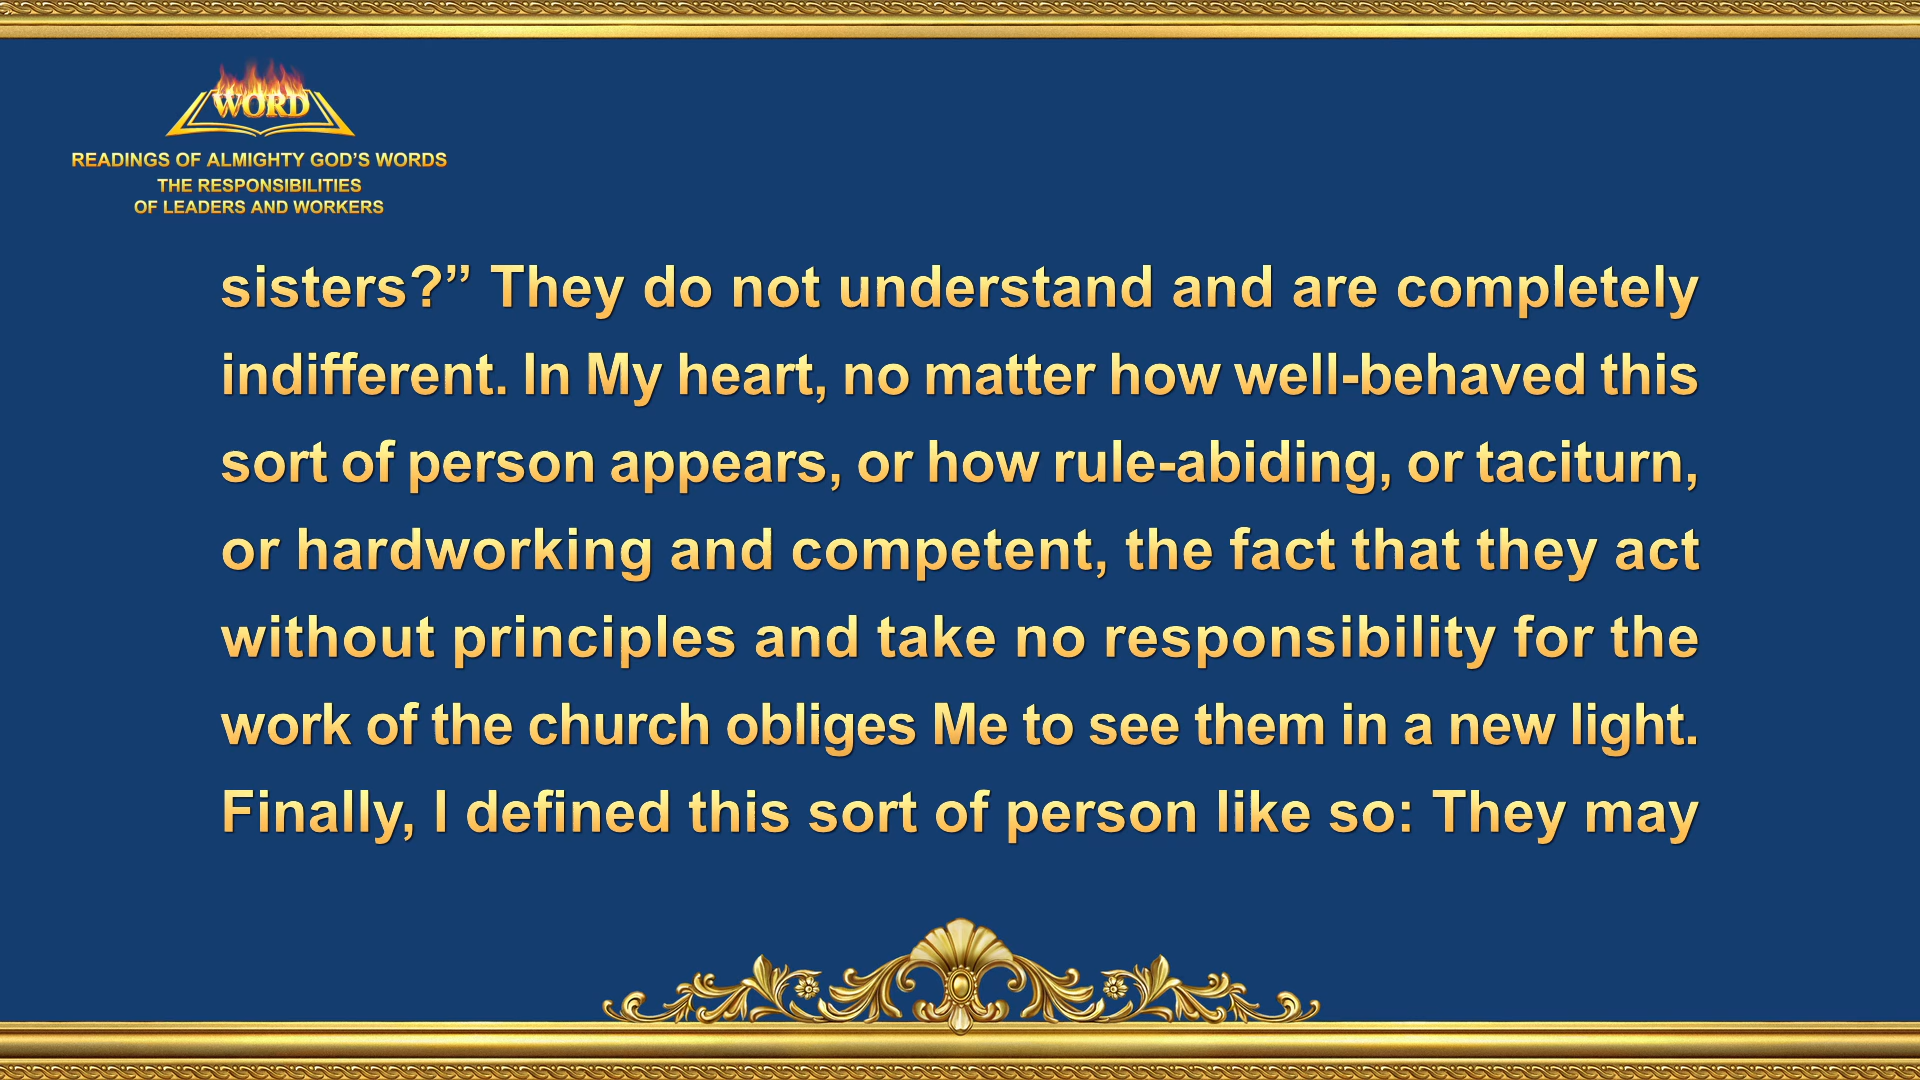 WORD
READINGS OF ALMIGHTY GOD’S WORDS
THE RESPONSIBILITIES
OF LEADERS AND WORKERS
sisters?” They do not understand and are completely
indifferent. In My heart, no matter how well-behaved this
sort of person appears, or how rule-abiding, or taciturn,
or hardworking and competent, the fact that they act
without principles and take no responsibility for the
work of the church obliges Me to see them in a new light.
Finally, I defined this sort of person like so: They may